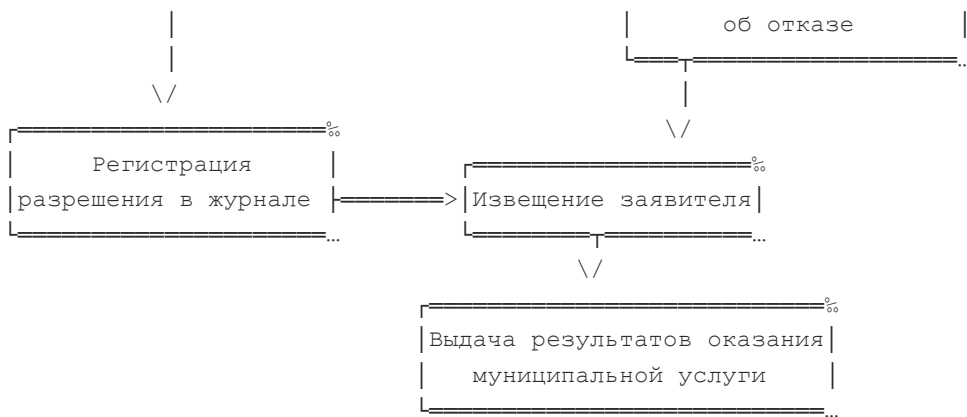 об отказе
Регистрация
разрешения в журнале
Извещение заявителя
Выдача результатов оказания
муниципальной услуги